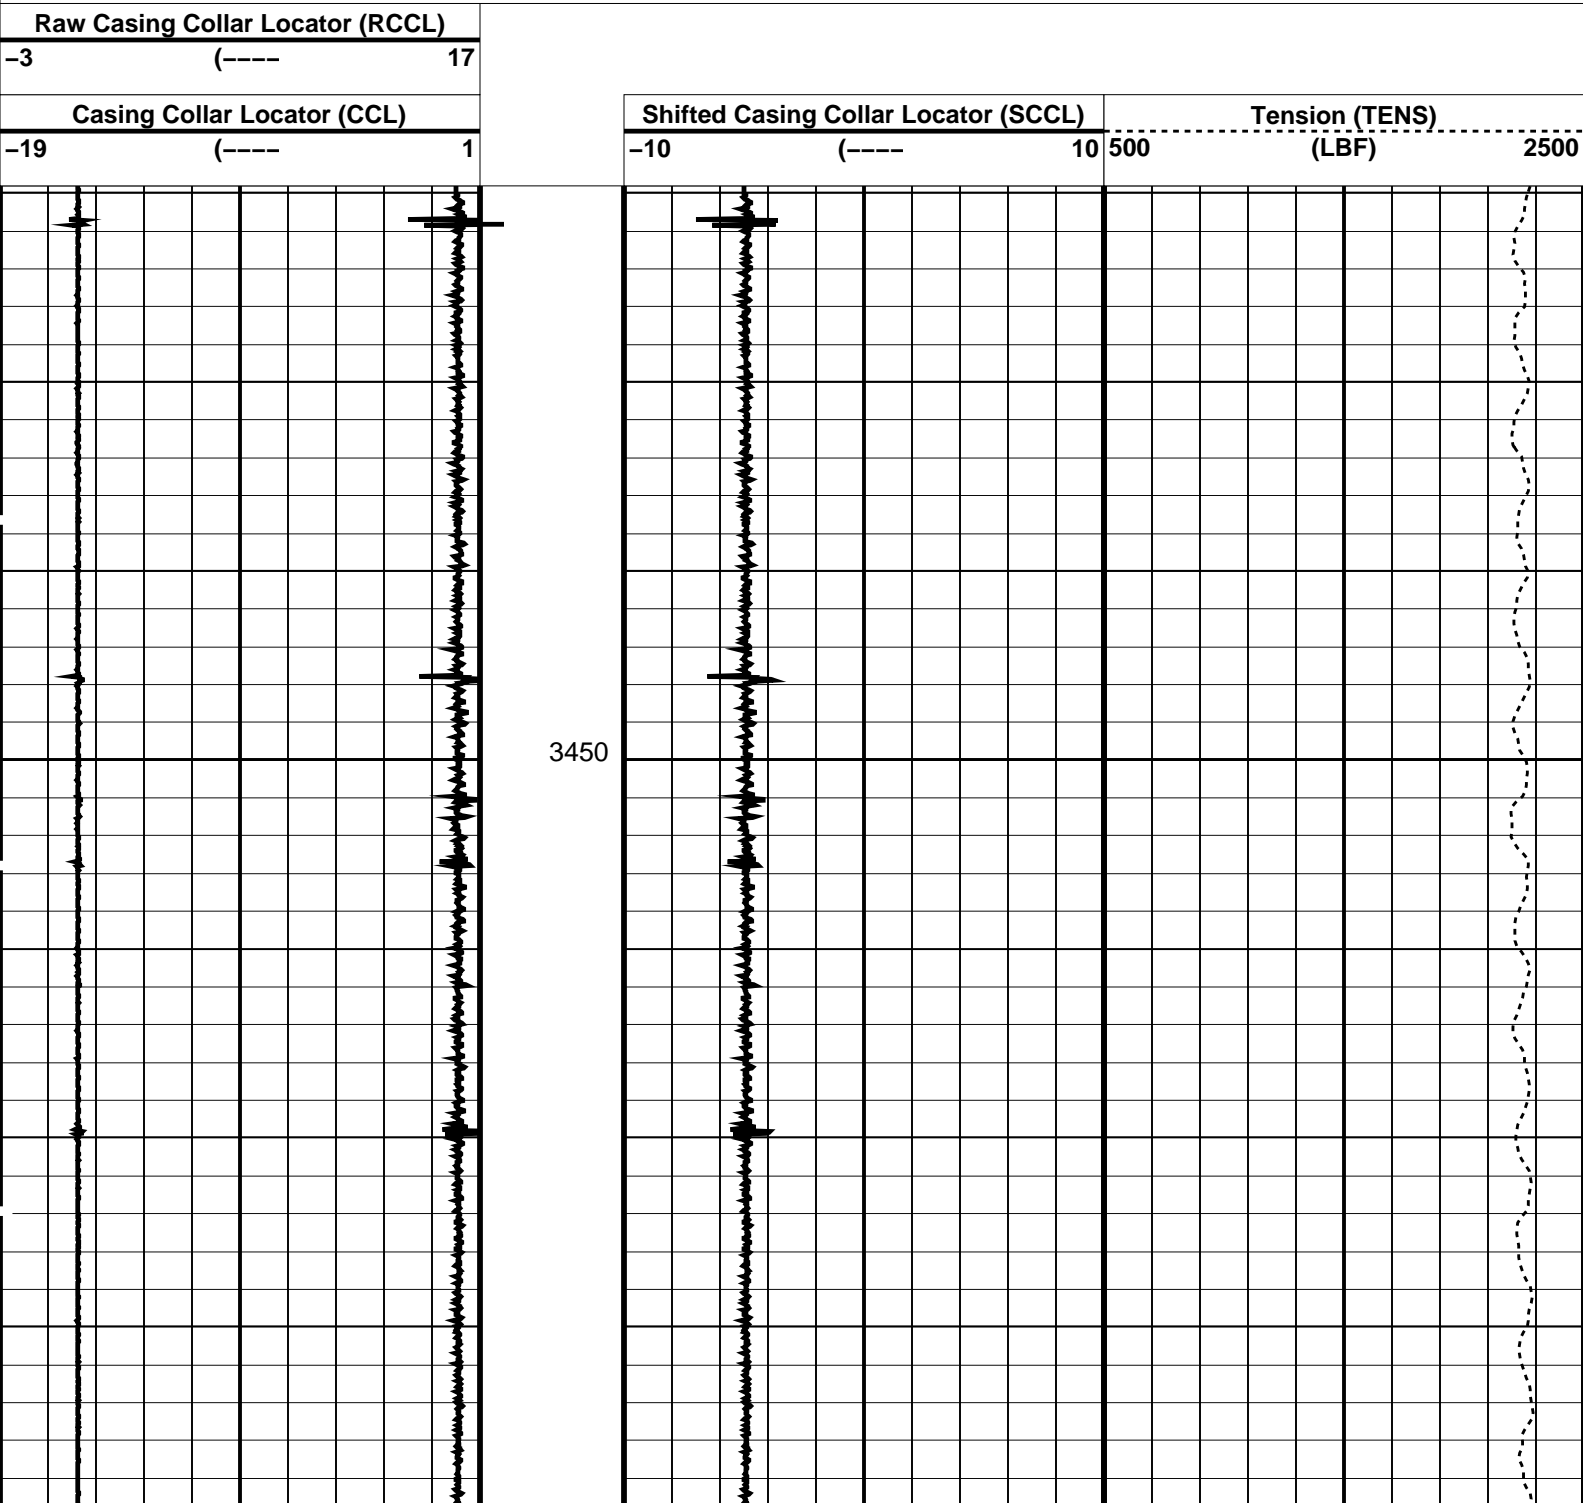 Raw Casing Collar Locator (RCCL)
−3 (−−−− 17
Casing Collar Locator (CCL)
−19 (−−−− 1
Shifted Casing Collar Locator (SCCL)
−10 (−−−− 10
Tension (TENS)
500 (LBF) 2500
3450